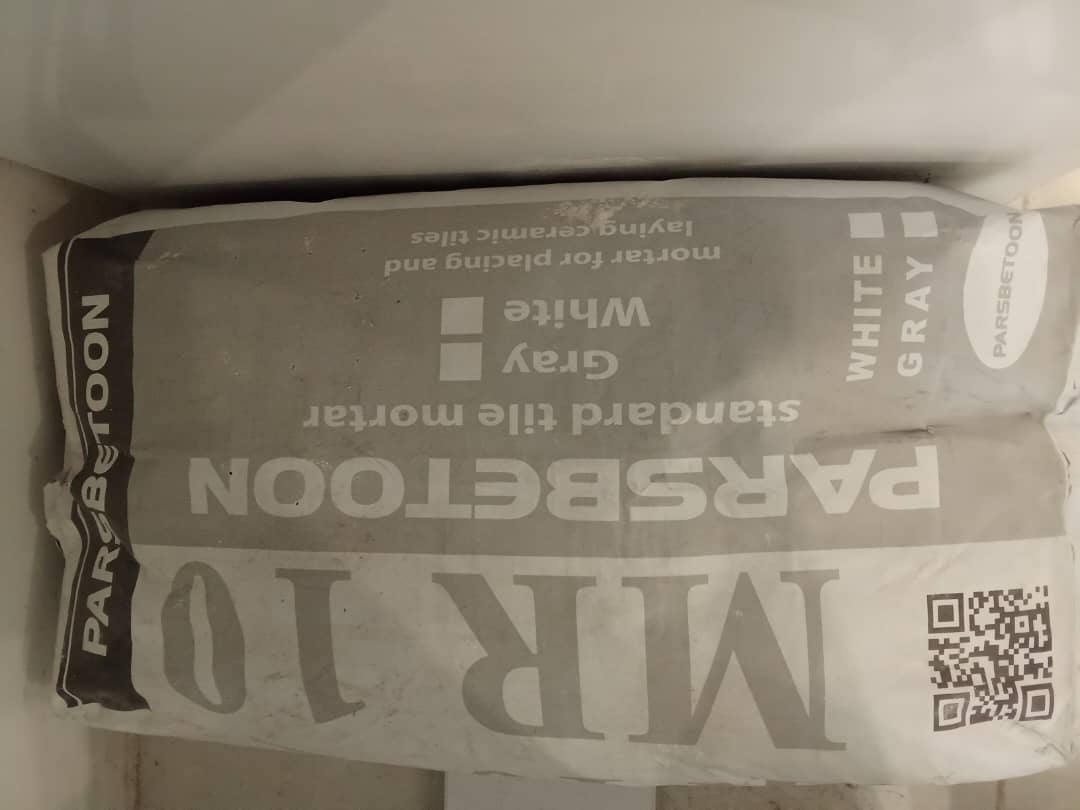 MR 10
PARSBETOON
standard tile mortar
Gray
White
mortar for placing and
laying ceramic tiles
PARSBETOON
WHITE
GRAY
PARSBETOON